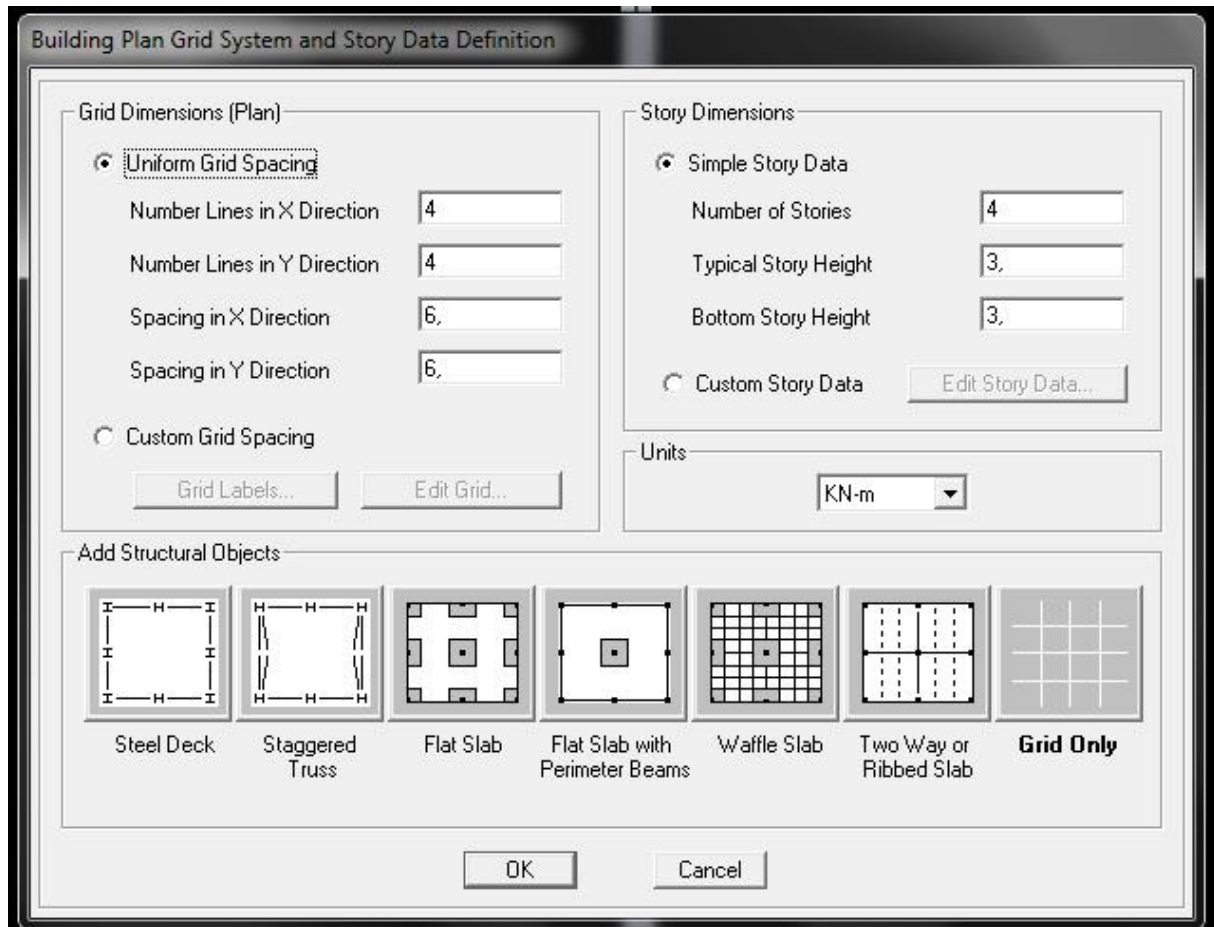 Building Plan Grid System and Story Data Definition
Grid Dimensions (Plan)
Uniform Grid Spacing
Number Lines in X Direction 4
Number Lines in Y Direction 4
Spacing in X Direction 6,
Spacing in Y Direction 6,
Custom Grid Spacing
Grid Labels... Edit Grid...
Story Dimensions
Simple Story Data
Number of Stories 4
Typical Story Height 3,
Bottom Story Height 3,
Custom Story Data Edit Story Data...
Units
KN-m
Add Structural Objects
Steel Deck
Staggered
Truss
Flat Slab
Flat Slab with
Perimeter Beams
Waffle Slab
Two Way or
Ribbed Slab
Grid Only
OK Cancel